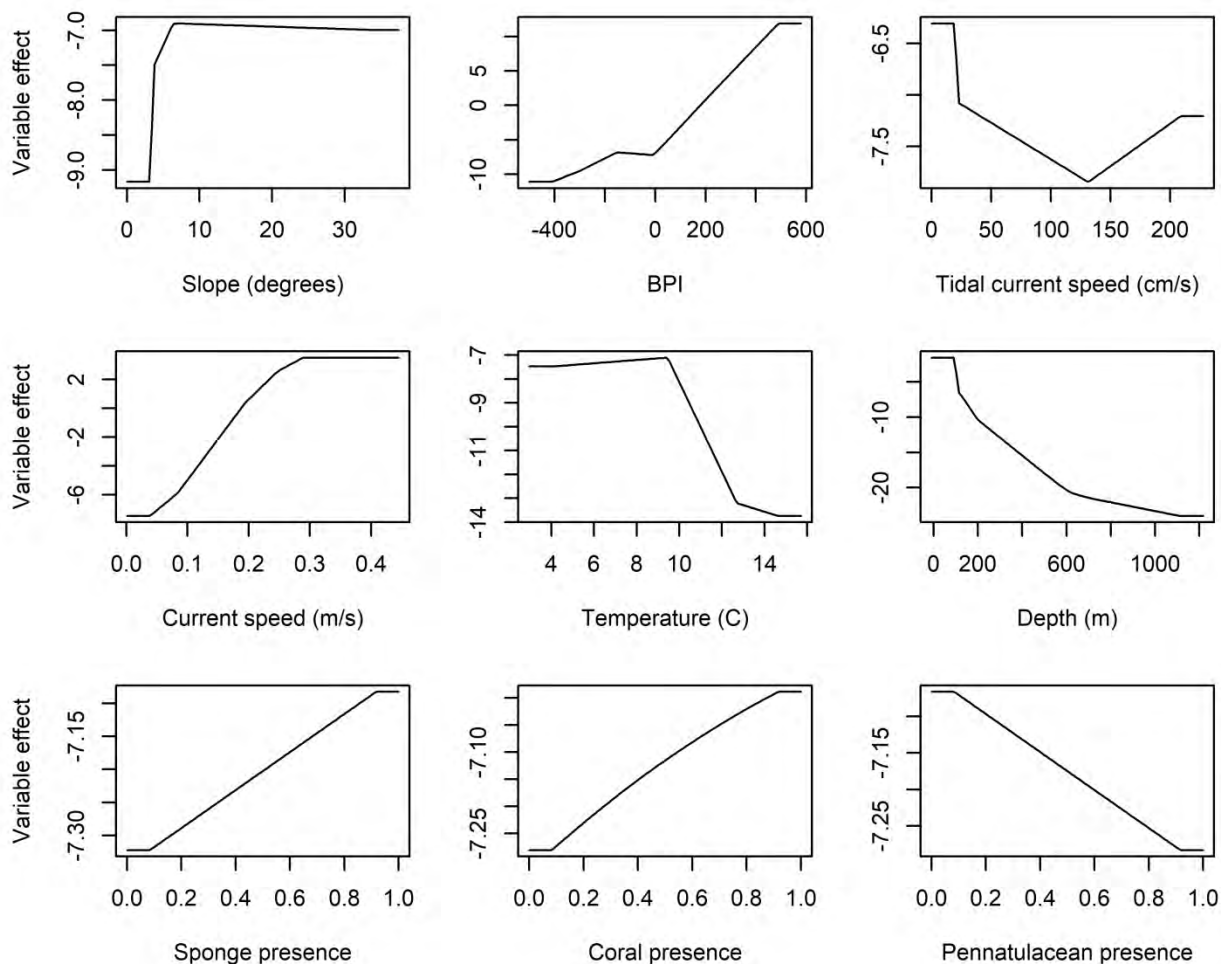 Variable effect
-7.0
-8.0
-9.0
0 10 20 30
Slope (degrees)
5
0
-10
-400 0 200 600
BPI
-6.5
-7.5
0 50 100 150 200
Tidal current speed (cm/s)
Variable effect
2
-2
-6
0.0 0.1 0.2 0.3 0.4
Current speed (m/s)
-7
-9
-11
-14
4 6 8 10 14
Temperature (C)
-10
-20
0 200 600 1000
Depth (m)
Variable effect
-7.15
-7.30
0.0 0.2 0.4 0.6 0.8 1.0
Sponge presence
-7.10
-7.25
0.0 0.2 0.4 0.6 0.8 1.0
Coral presence
-7.15
-7.25
0.0 0.2 0.4 0.6 0.8 1.0
Pennatulacean presence